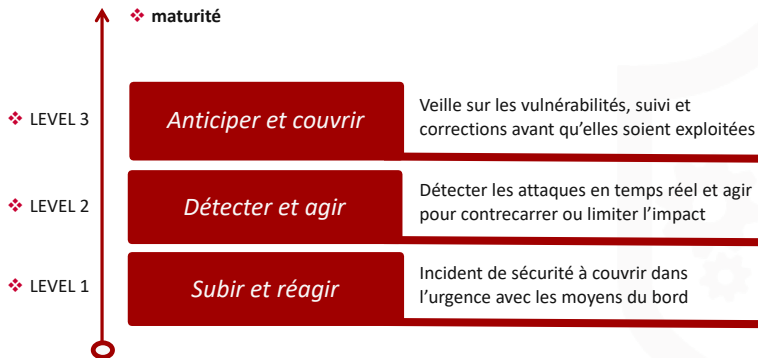 ❖ maturité
❖ LEVEL 3
Anticiper et couvrir
Veille sur les vulnérabilités, suivi et
corrections avant qu’elles soient exploitées
❖ LEVEL 2
Détecter et agir
Détecter les attaques en temps réel et agir
pour contrecarrer ou limiter l’impact
❖ LEVEL 1
Subir et réagir
Incident de sécurité à couvrir dans
l’urgence avec les moyens du bord